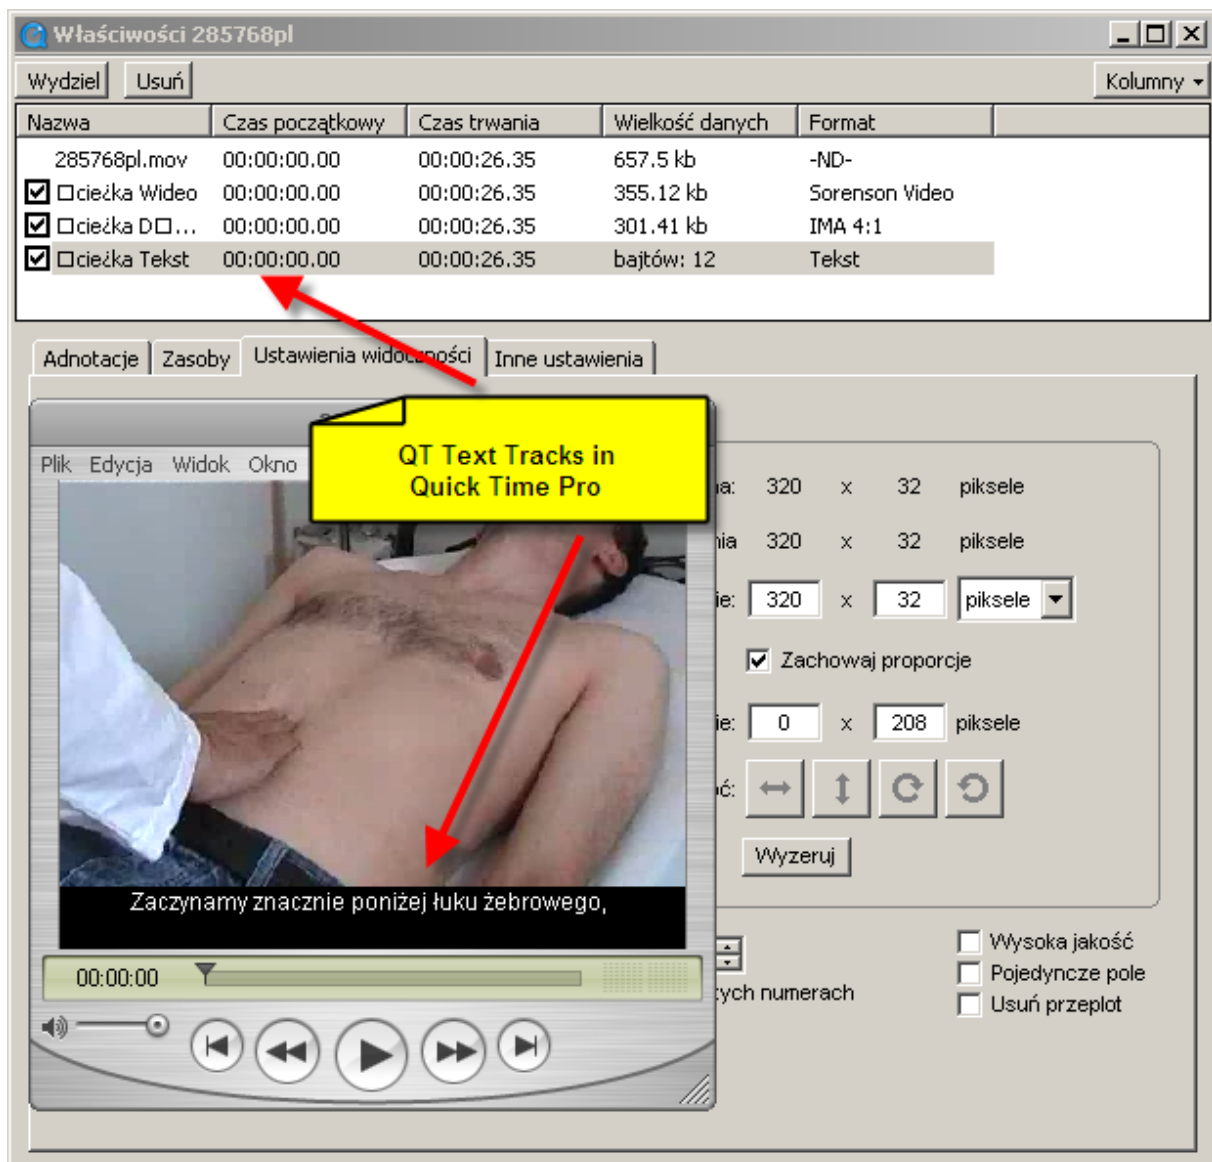 Właściwości 285768pl
Wydziel Usuń Kolumny
Nazwa Czas początkowy Czas trwania Wielkość danych Format
285768pl.mov 00:00:00.00 00:00:26.35 657.5 kb -ND-
□cieżka Wideo 00:00:00.00 00:00:26.35 355.12 kb Sorenson Video
□cieżka D□... 00:00:00.00 00:00:26.35 301.41 kb IMA 4:1
□cieżka Tekst 00:00:00.00 00:00:26.35 bajtów: 12 Tekst
Adnotacje Zasoby Ustawienia widoczności Inne ustawienia
QT Text Tracks in
Quick Time Pro
Plik Edycja Widok Okno
320 x 32 piksele
320 x 32 piksele
320 x 32 piksele
Zachowaj proporcje
0 x 208 piksele
Wyzeruj
Zaczynamy znacznie poniżej łuku żebrowego,
00:00:00
numerach
Wysoka jakość
Pojedyncze pole
Usuń przeplot